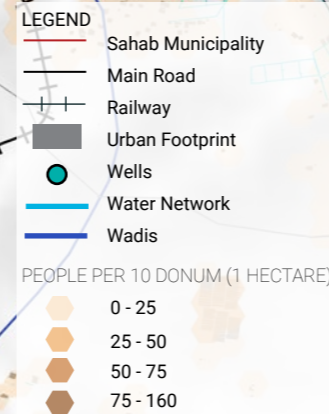 LEGEND
Sahab Municipality
Main Road
Railway
Urban Footprint
Wells
Water Network
Wadis
PEOPLE PER 10 DONUM (1 HECTARE)
0 - 25
25 - 50
50 - 75
75 - 160